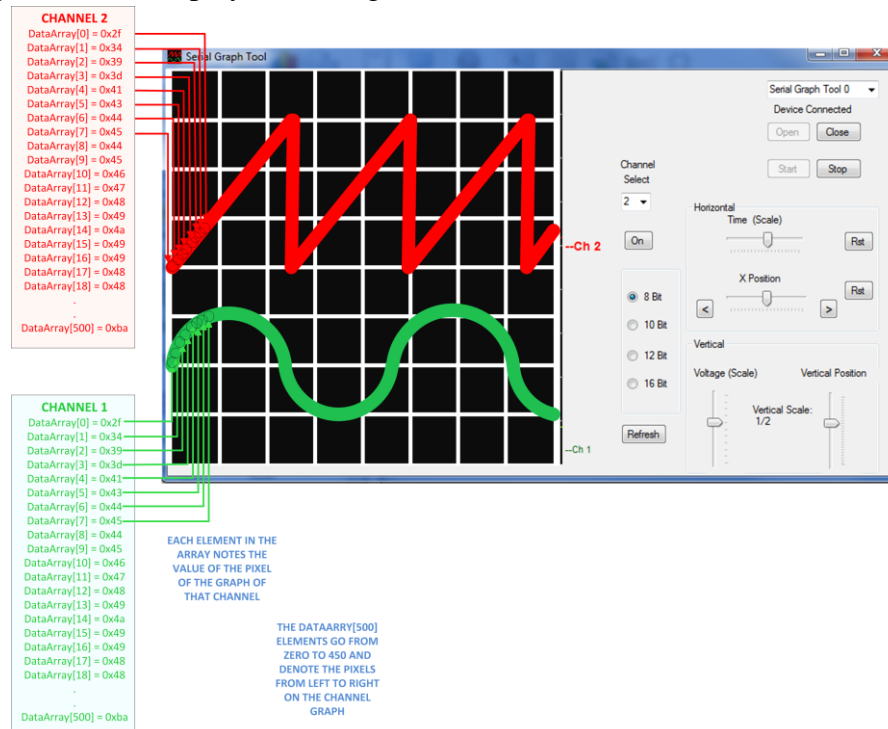 CHANNEL 2
DataArray[0] = 0x2f
DataArray[1] = 0x34
DataArray[2] = 0x39
DataArray[3] = 0x3d
DataArray[4] = 0x41
DataArray[5] = 0x43
DataArray[6] = 0x44
DataArray[7] = 0x45
DataArray[8] = 0x44
DataArray[9] = 0x45
DataArray[10] = 0x46
DataArray[11] = 0x47
DataArray[12] = 0x48
DataArray[13] = 0x49
DataArray[14] = 0x4a
DataArray[15] = 0x49
DataArray[16] = 0x49
DataArray[17] = 0x48
DataArray[18] = 0x48
.
.
DataArray[500] = 0xba
CHANNEL 1
DataArray[0] = 0x2f
DataArray[1] = 0x34
DataArray[2] = 0x39
DataArray[3] = 0x3d
DataArray[4] = 0x41
DataArray[5] = 0x43
DataArray[6] = 0x44
DataArray[7] = 0x45
DataArray[8] = 0x44
DataArray[9] = 0x45
DataArray[10] = 0x46
DataArray[11] = 0x47
DataArray[12] = 0x48
DataArray[13] = 0x49
DataArray[14] = 0x4a
DataArray[15] = 0x49
DataArray[16] = 0x49
DataArray[17] = 0x48
DataArray[18] = 0x48
.
.
DataArray[500] = 0xba
Serial Graph Tool
--Ch 2
--Ch 1
Serial Graph Tool 0
Device Connected
Open Close
Start Stop
Channel
Select
2
On
8 Bit
10 Bit
12 Bit
16 Bit
Refresh
Horizontal
Time (Scale)
Rst
X Position
Rst
< >
Vertical
Voltage (Scale) Vertical Position
Vertical Scale:
1/2
EACH ELEMENT IN THE
ARRAY NOTES THE
VALUE OF THE PIXEL
OF THE GRAPH OF
THAT CHANNEL
THE DATAARRY[500]
ELEMENTS GO FROM
ZERO TO 450 AND
DENOTE THE PIXELS
FROM LEFT TO RIGHT
ON THE CHANNEL
GRAPH